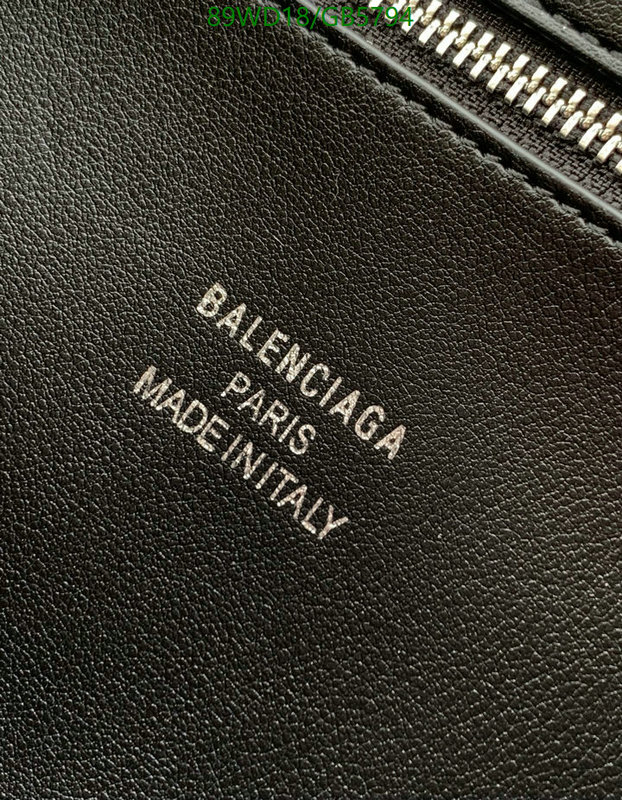 89WD18/GB5794
BALENCIAGA
PARIS
MADE IN ITALY